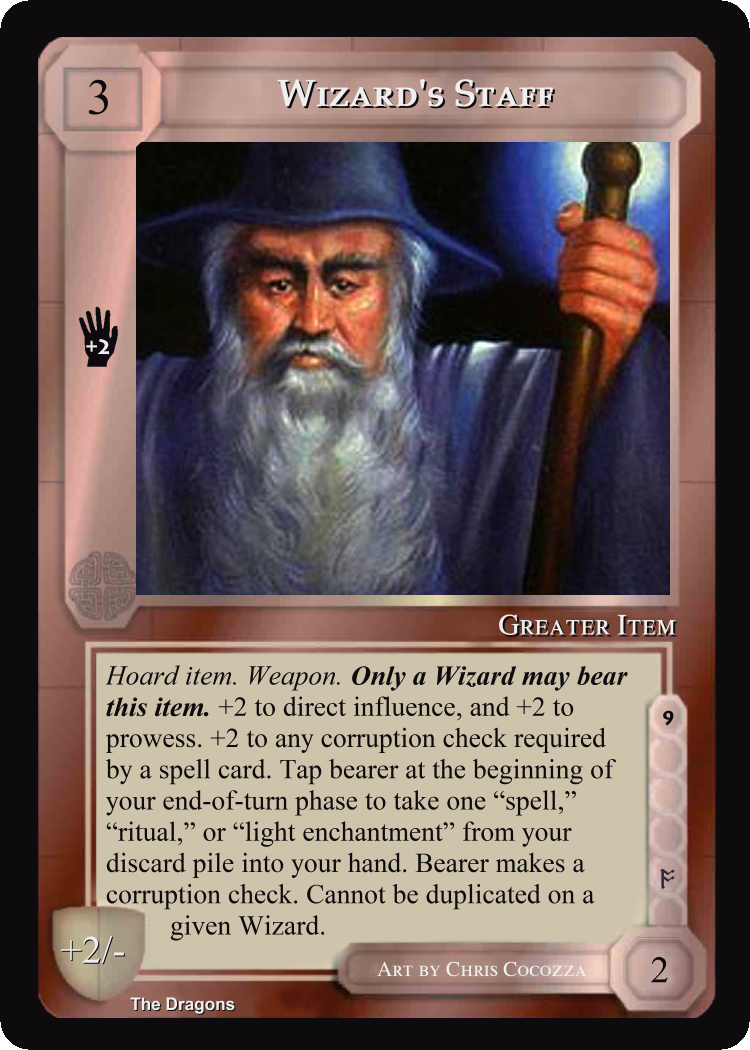 3
Wizard's Staff
+2
Greater Item
Hoard item. Weapon. Only a Wizard may bear
this item. +2 to direct influence, and +2 to
prowess. +2 to any corruption check required
by a spell card. Tap bearer at the beginning of
your end-of-turn phase to take one “spell,”
“ritual,” or “light enchantment” from your
discard pile into your hand. Bearer makes a
corruption check. Cannot be duplicated on a
given Wizard.
9
ᚩ
+2/-
Art by Chris Cocozza
2
The Dragons